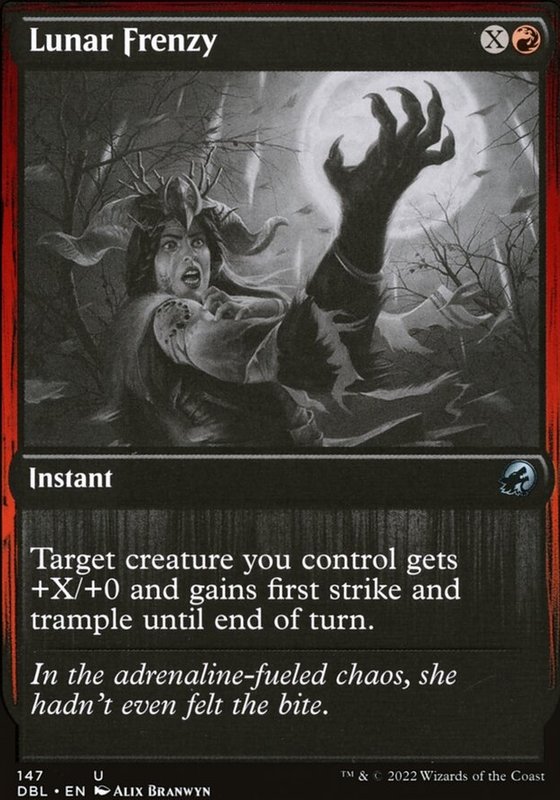 Lunar Frenzy
X
Instant
Target creature you control gets
+X/+0 and gains first strike and
trample until end of turn.
In the adrenaline-fueled chaos, she
hadn't even felt the bite.
147 U
DBL • EN Alix Branwyn
™ & © 2022 Wizards of the Coast